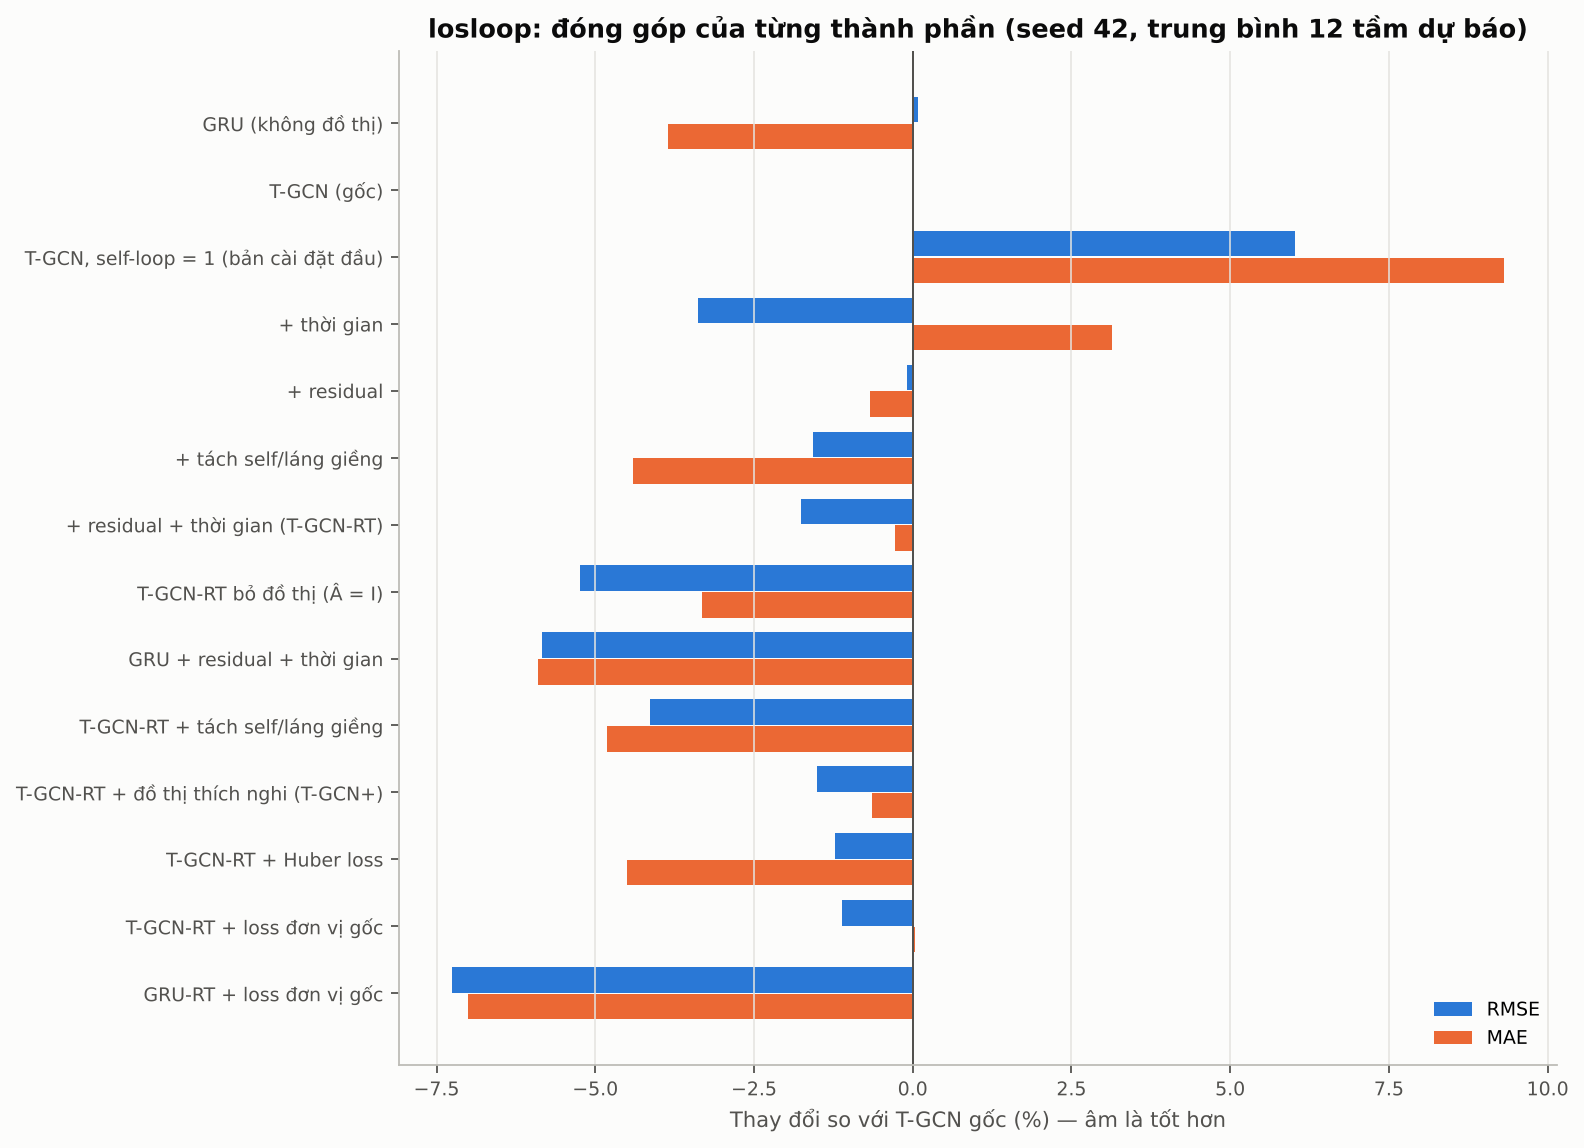 losloop: đóng góp của từng thành phần (seed 42, trung bình 12 tầm dự báo)
GRU (không đồ thị)
T-GCN (gốc)
T-GCN, self-loop = 1 (bản cài đặt đầu)
+ thời gian
+ residual
+ tách self/láng giềng
+ residual + thời gian (T-GCN-RT)
T-GCN-RT bỏ đồ thị (Â = I)
GRU + residual + thời gian
T-GCN-RT + tách self/láng giềng
T-GCN-RT + đồ thị thích nghi (T-GCN+)
T-GCN-RT + Huber loss
T-GCN-RT + loss đơn vị gốc
GRU-RT + loss đơn vị gốc
RMSE
MAE
−7.5 −5.0 −2.5 0.0 2.5 5.0 7.5 10.0
Thay đổi so với T-GCN gốc (%) — âm là tốt hơn